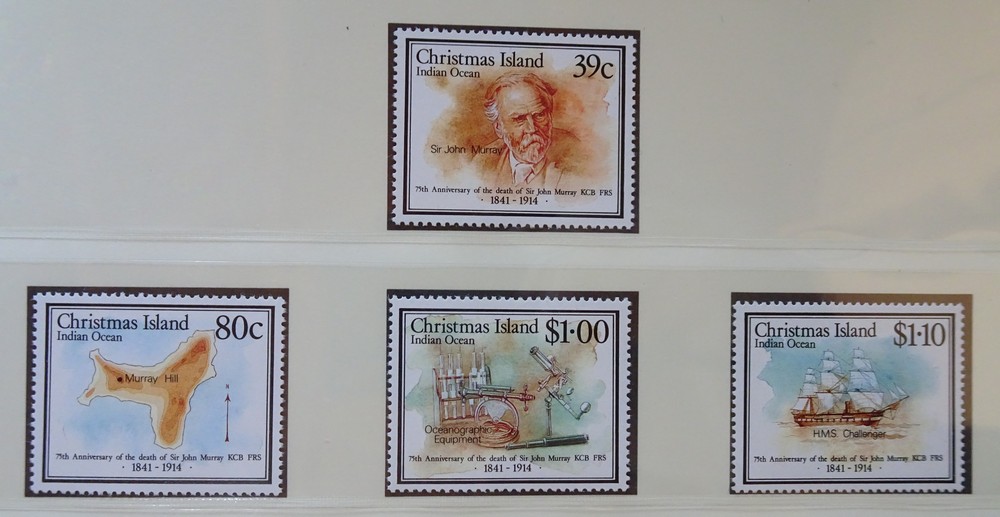 Christmas Island 39c
Indian Ocean
Sir John Murray
75th Anniversary of the death of Sir John Murray KCB FRS
· 1841 - 1914 ·
Christmas Island 80c
Indian Ocean
Murray Hill
N
75th Anniversary of the death of Sir John Murray KCB FRS
· 1841 - 1914 ·
Christmas Island $1·00
Indian Ocean
Oceanographic
Equipment
75th Anniversary of the death of Sir John Murray KCB FRS
· 1841 - 1914 ·
Christmas Island $1·10
Indian Ocean
H.M.S. Challenger
75th Anniversary of the death of Sir John Murray KCB FRS
· 1841 - 1914 ·